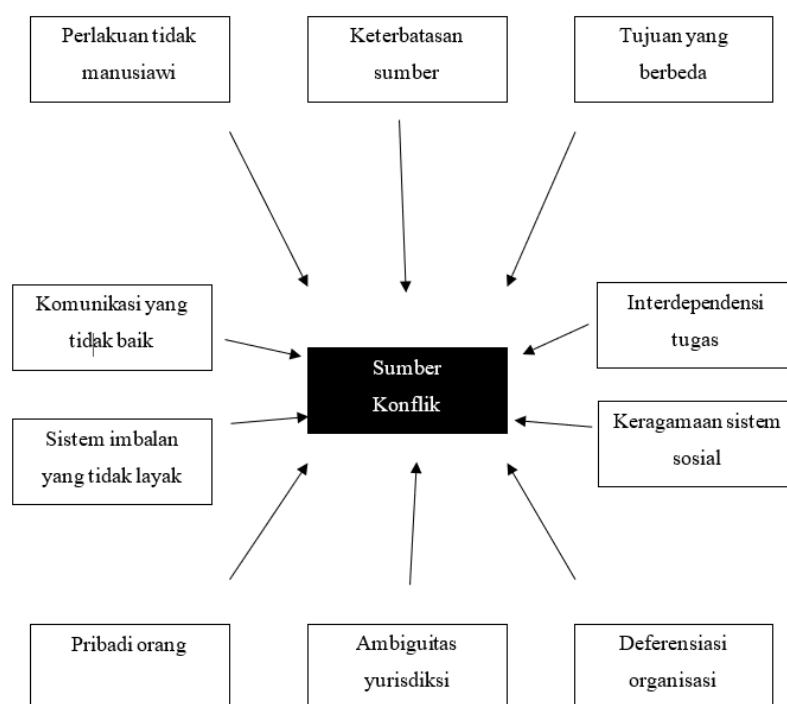 Perlakuan tidak
manusiawi
Keterbatasan
sumber
Tujuan yang
berbeda
Komunikasi yang
tidak baik
Interdependensi
tugas
Sumber
Konflik
Sistem imbalan
yang tidak layak
Keragamaan sistem
sosial
Pribadi orang
Ambiguitas
yurisdiksi
Deferensiasi
organisasi